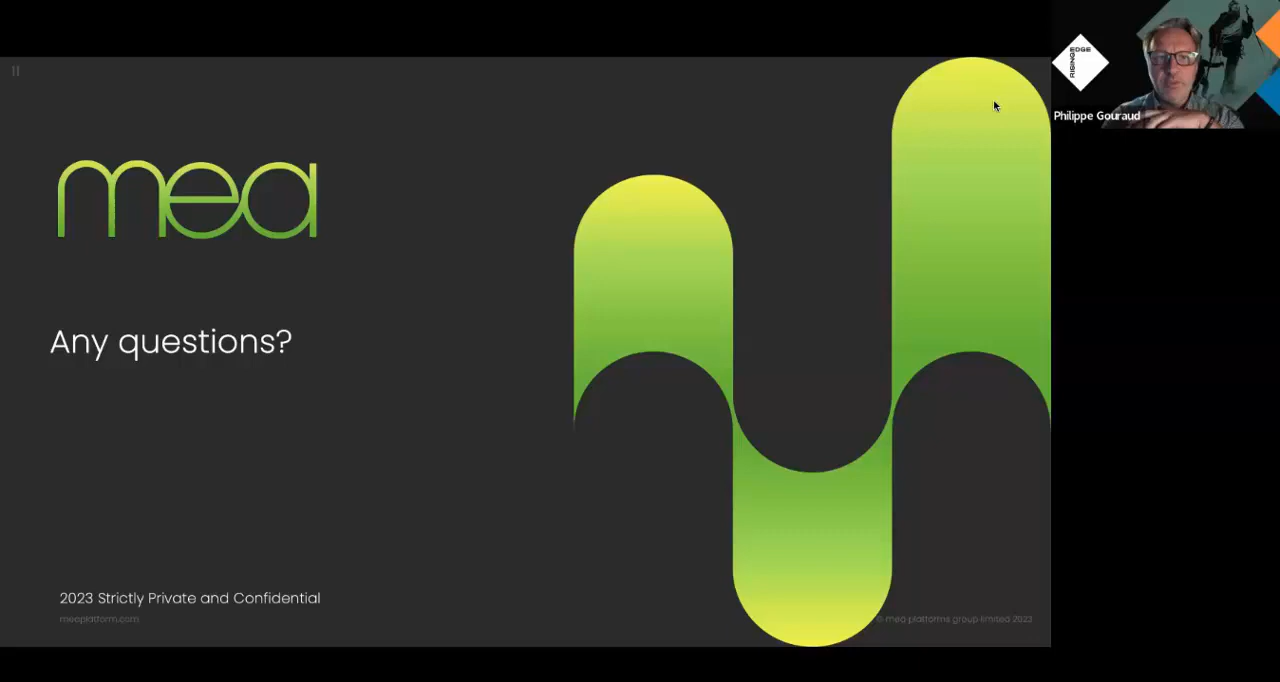 mea
Any questions?
2023 Strictly Private and Confidential
meaplatform.com
© mea platforms group limited 2023
RISING EDGE
Philippe Gouraud